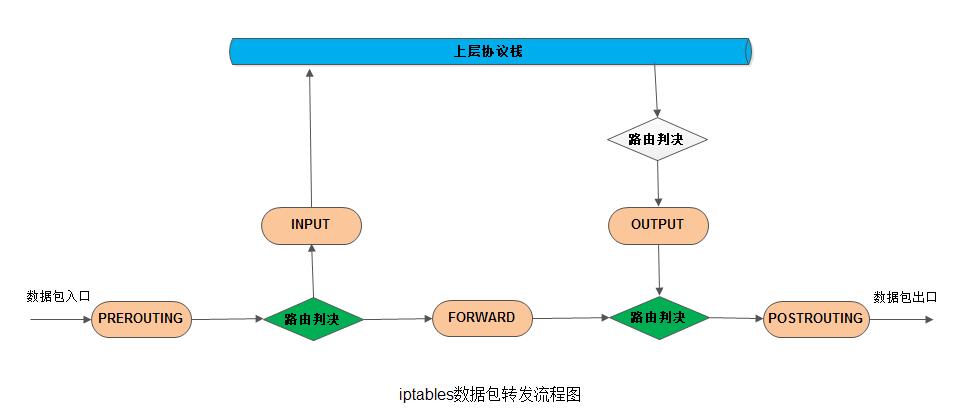 上层协议栈
路由判决
INPUT
OUTPUT
数据包入口
数据包出口
PREROUTING
路由判决
FORWARD
路由判决
POSTROUTING
iptables数据包转发流程图